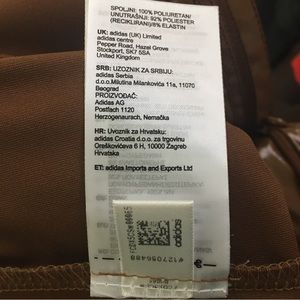 SPOLJNI: 100% POLIURETAN/
UNUTRAŠNJI: 92% POLIESTER
(RECIKLIRANI)/8% ELASTIN
UK: adidas (UK) Limited
adidas centre
Pepper Road, Hazel Grove
Stockport, SK7 5SA
United Kingdom
SRB: UZOZNIK ZA SRBIJU:
adidas Serbia
d.o.o.Milutina Milankovića 11a, 11070
Beograd
PROIZVOĐAČ:
Adidas AG
Postfach 1120
Herzogenaurach, Nemačka
HR: Uvoznik za Hrvatsku:
adidas Croatia d.o.o. za trgovinu
Oreškovićeva 6 H, 10000 Zagreb
Hrvatska
ET: adidas Imports and Exports Ltd
adidas
#127056488